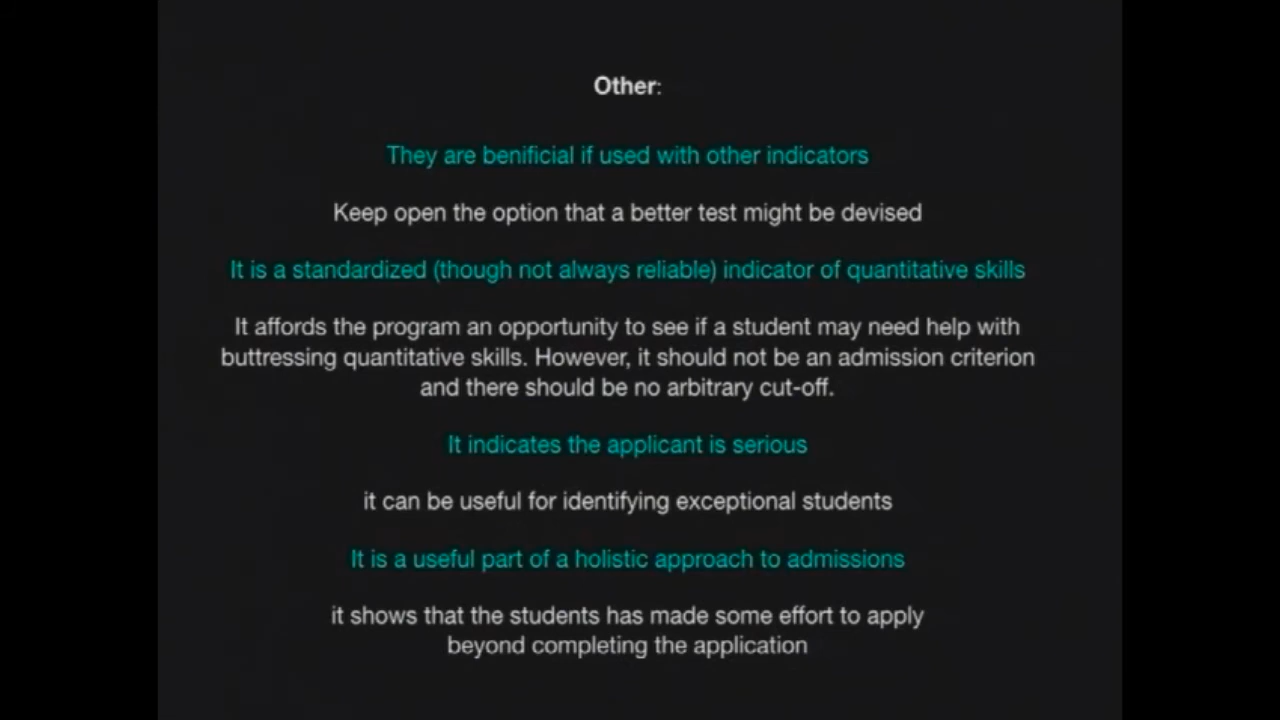 Other:
They are benificial if used with other indicators
Keep open the option that a better test might be devised
It is a standardized (though not always reliable) indicator of quantitative skills
It affords the program an opportunity to see if a student may need help with
buttressing quantitative skills. However, it should not be an admission criterion
and there should be no arbitrary cut-off.
It indicates the applicant is serious
it can be useful for identifying exceptional students
It is a useful part of a holistic approach to admissions
it shows that the students has made some effort to apply
beyond completing the application